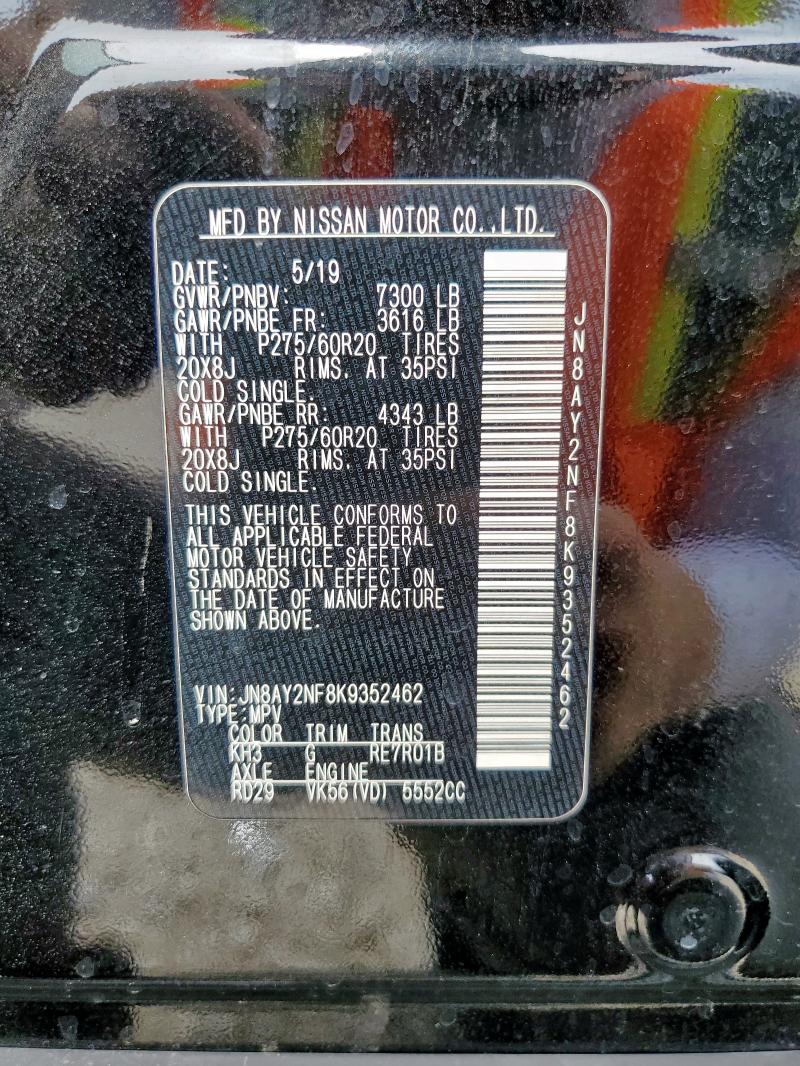 MFD BY NISSAN MOTOR CO.,LTD.
DATE: 5/19
GVWR/PNBV: 7300 LB
GAWR/PNBE FR: 3616 LB
WITH P275/60R20 TIRES
20X8J RIMS. AT 35PSI
COLD SINGLE.
GAWR/PNBE RR: 4343 LB
WITH P275/60R20 TIRES
20X8J RIMS. AT 35PSI
COLD SINGLE.
THIS VEHICLE CONFORMS TO
ALL APPLICABLE FEDERAL
MOTOR VEHICLE SAFETY
STANDARDS IN EFFECT ON
THE DATE OF MANUFACTURE
SHOWN ABOVE.
VIN:JN8AY2NF8K9352462
TYPE:MPV
COLOR TRIM TRANS
KH3 G RE7R01B
AXLE ENGINE
RD29 VK56(VD) 5552CC
JN8AY2NF8K9352462